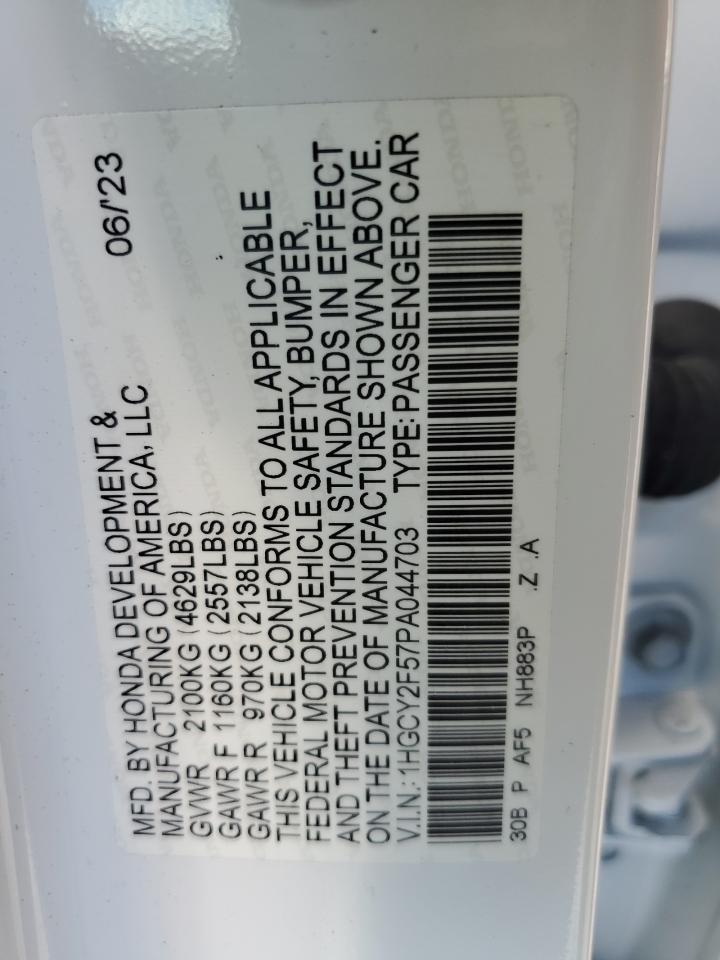 MFD. BY HONDA DEVELOPMENT &
MANUFACTURING OF AMERICA, LLC 06/'23
GVWR 2100KG (4629LBS)
GAWR F 1160KG (2557LBS)
GAWR R 970KG (2138LBS)
THIS VEHICLE CONFORMS TO ALL APPLICABLE
FEDERAL MOTOR VEHICLE SAFETY, BUMPER,
AND THEFT PREVENTION STANDARDS IN EFFECT
ON THE DATE OF MANUFACTURE SHOWN ABOVE.
V.I.N.: 1HGCY2F57PA044703 TYPE: PASSENGER CAR
30B P AF5 NH883P .Z .A